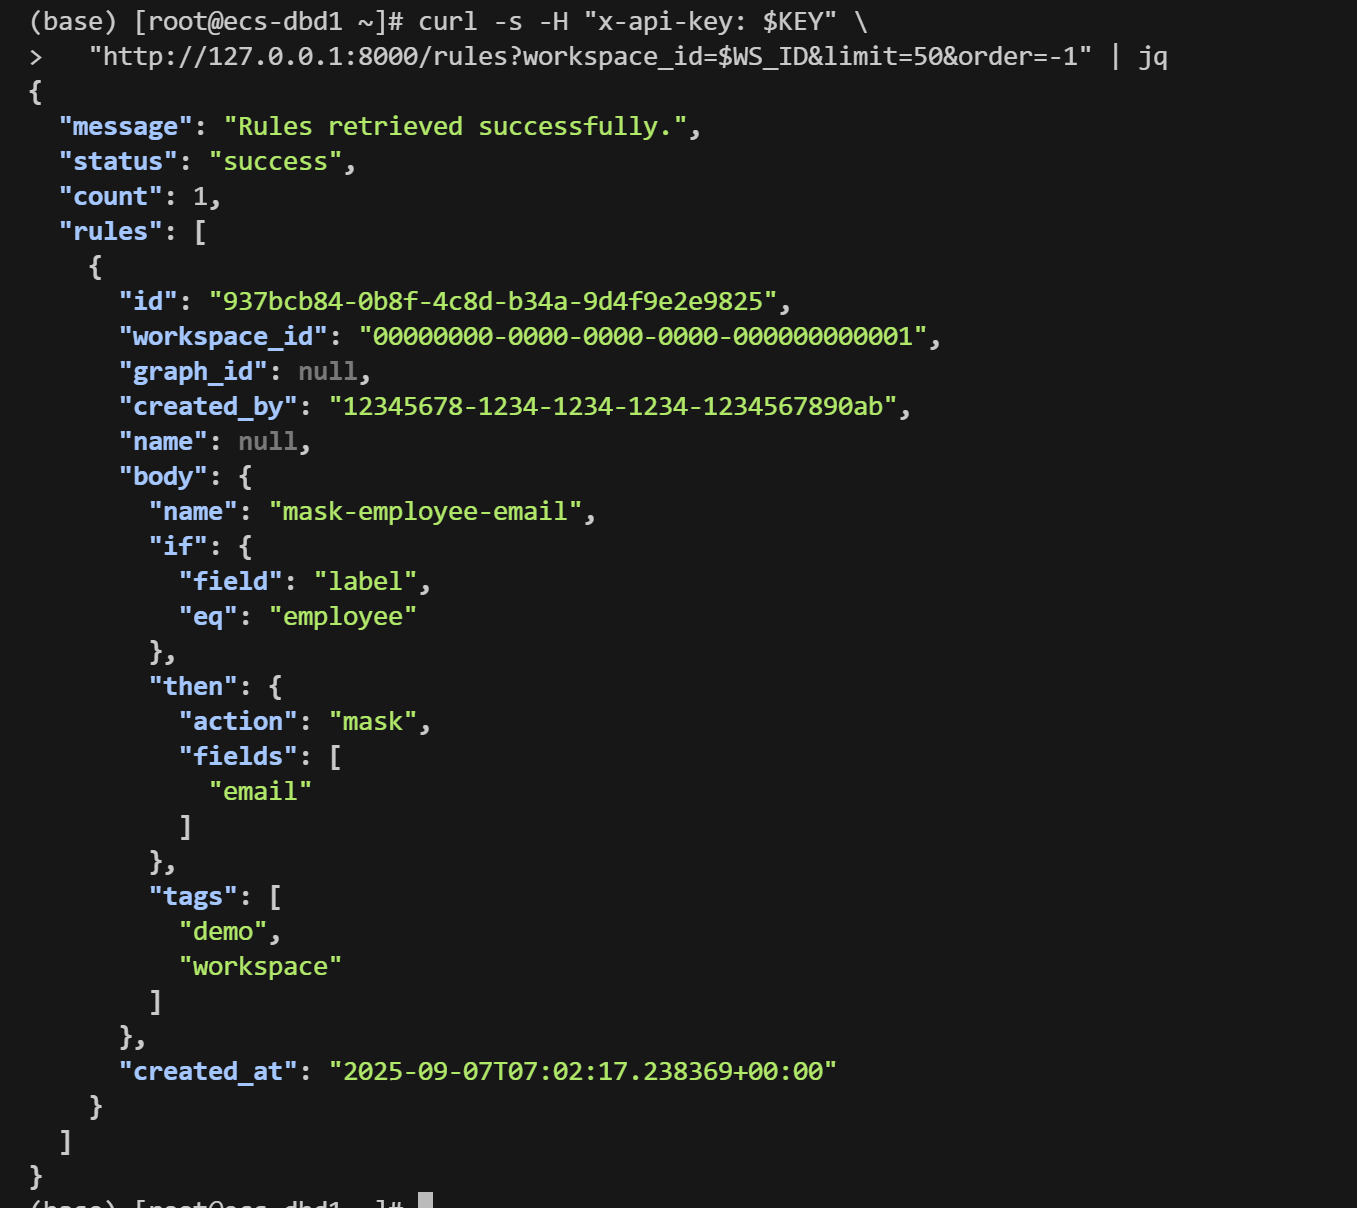 (base) [root@ecs-dbd1 ~]# curl -s -H "x-api-key: $KEY" \
>   "http://127.0.0.1:8000/rules?workspace_id=$WS_ID&limit=50&order=-1" | jq
{
  "message": "Rules retrieved successfully.",
  "status": "success",
  "count": 1,
  "rules": [
    {
      "id": "937bcb84-0b8f-4c8d-b34a-9d4f9e2e9825",
      "workspace_id": "00000000-0000-0000-0000-000000000001",
      "graph_id": null,
      "created_by": "12345678-1234-1234-1234-1234567890ab",
      "name": null,
      "body": {
        "name": "mask-employee-email",
        "if": {
          "field": "label",
          "eq": "employee"
        },
        "then": {
          "action": "mask",
          "fields": [
            "email"
          ]
        },
        "tags": [
          "demo",
          "workspace"
        ]
      },
      "created_at": "2025-09-07T07:02:17.238369+00:00"
    }
  ]
}
(base) [root@ecs-dbd1 ~]#